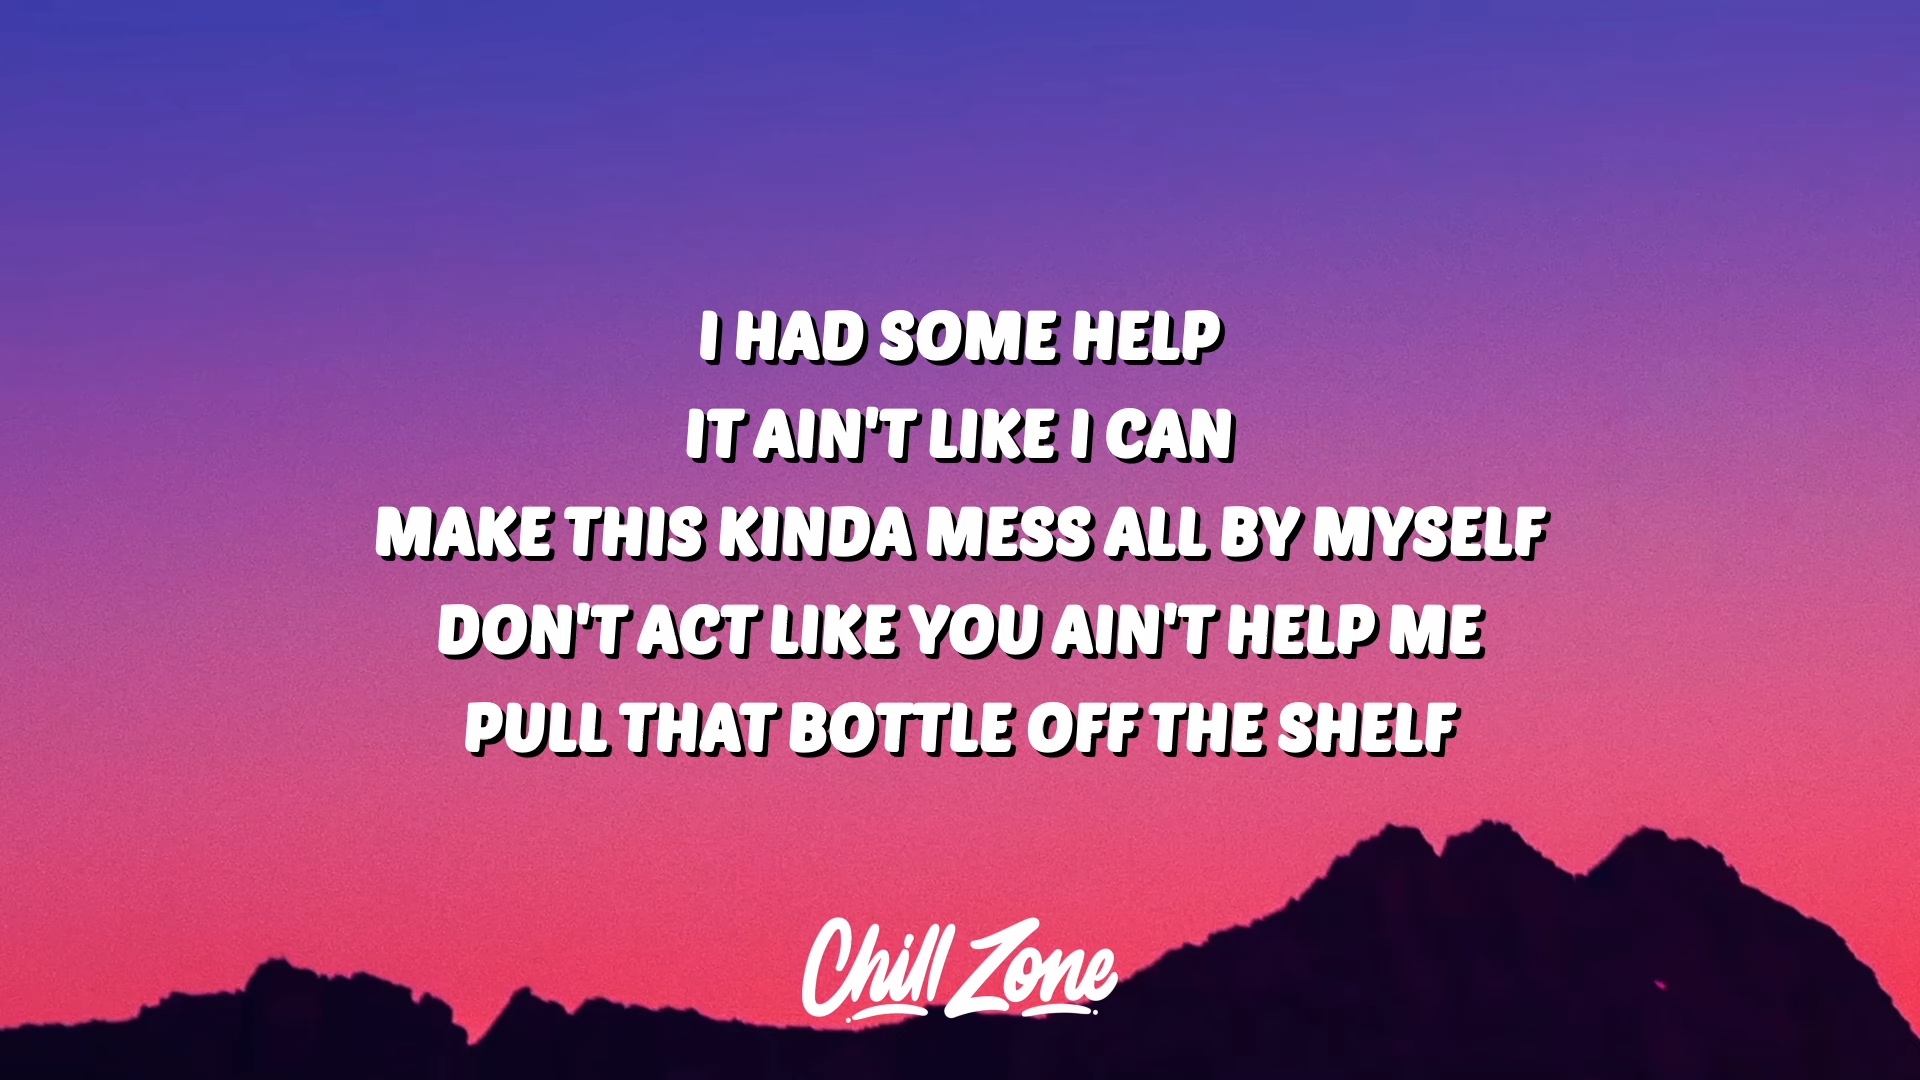 I HAD SOME HELP
IT AIN'T LIKE I CAN
MAKE THIS KINDA MESS ALL BY MYSELF
DON'T ACT LIKE YOU AIN'T HELP ME
PULL THAT BOTTLE OFF THE SHELF
Chill Zone